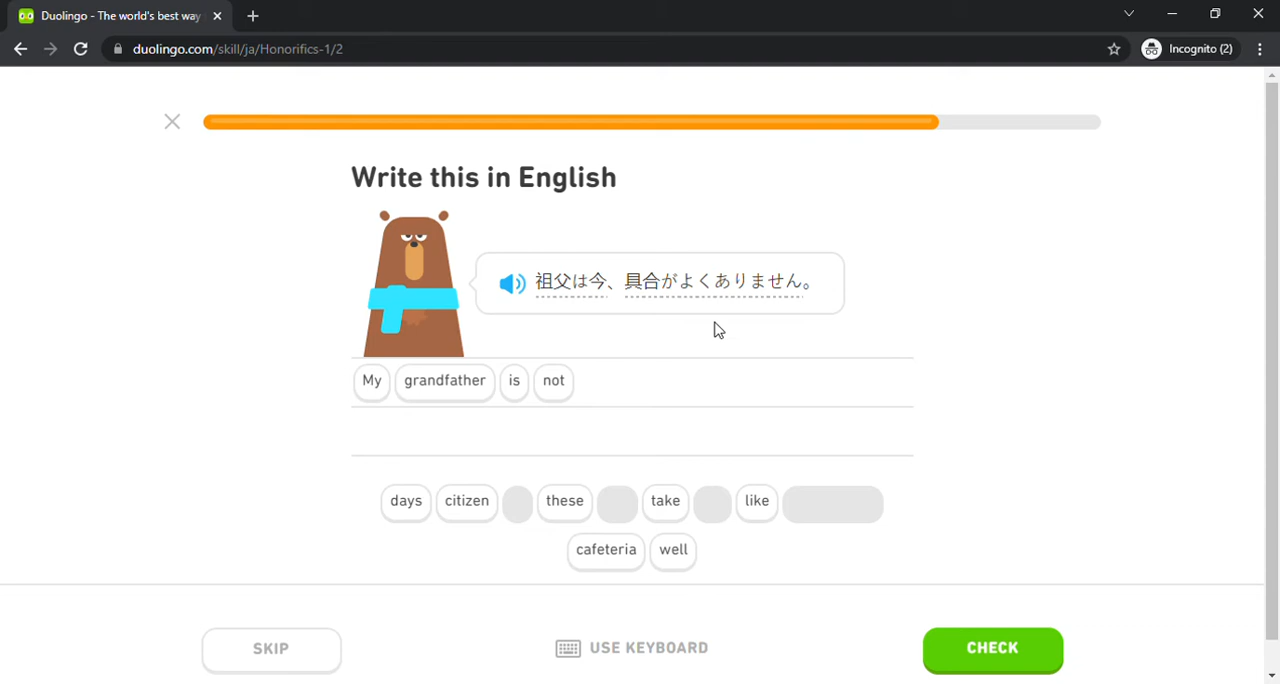 Duolingo - The world's best way
duolingo.com/skill/ja/Honorifics-1/2
Incognito (2)
Write this in English
祖父は今、具合がよくありません。
My grandfather is not
days citizen these take like
cafeteria well
SKIP USE KEYBOARD CHECK